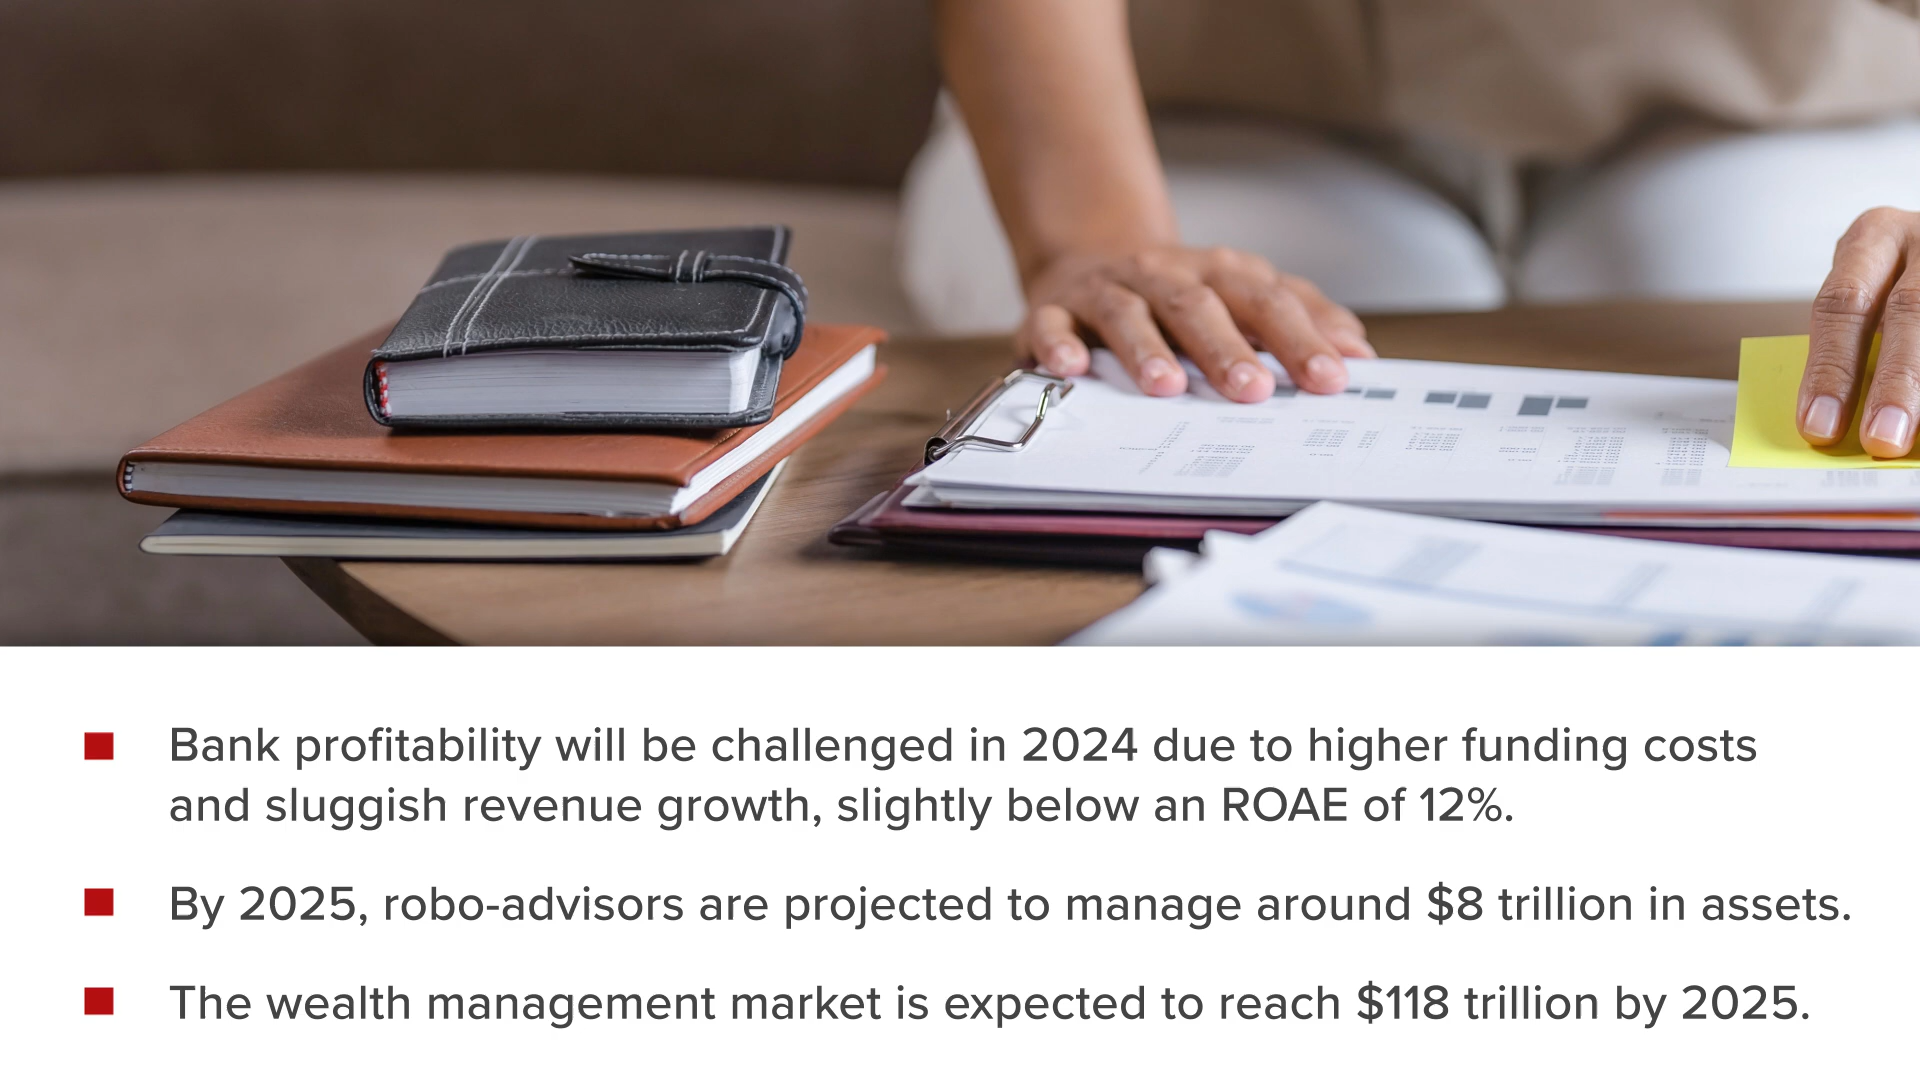 Bank profitability will be challenged in 2024 due to higher funding costs
and sluggish revenue growth, slightly below an ROAE of 12%.
By 2025, robo-advisors are projected to manage around $8 trillion in assets.
The wealth management market is expected to reach $118 trillion by 2025.